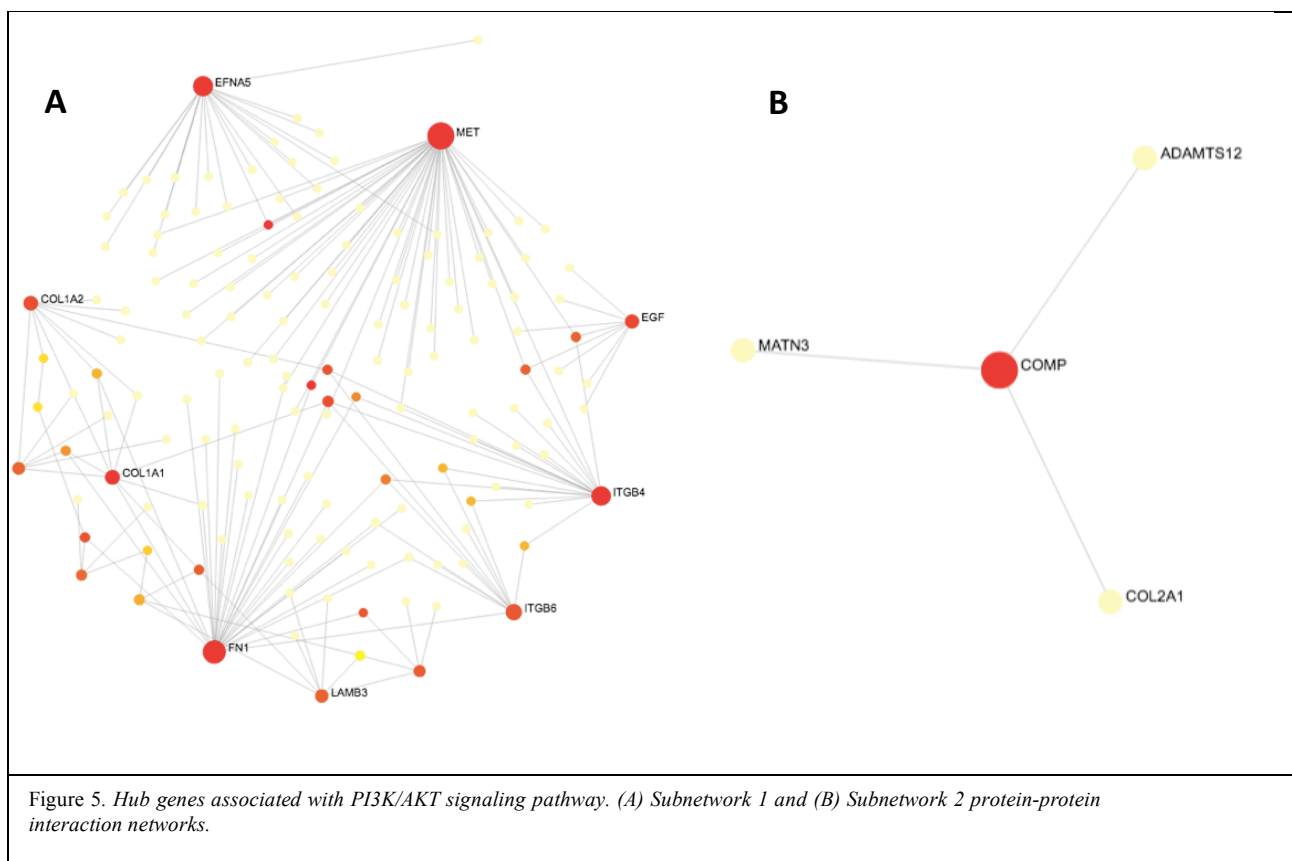 A
B
EFNA5
MET
ADAMTS12
MATN3
COMP
COL1A2
EGF
COL1A1
ITGB4
COL2A1
ITGB6
FN1
LAMB3
Figure 5. Hub genes associated with PI3K/AKT signaling pathway. (A) Subnetwork 1 and (B) Subnetwork 2 protein-protein
interaction networks.